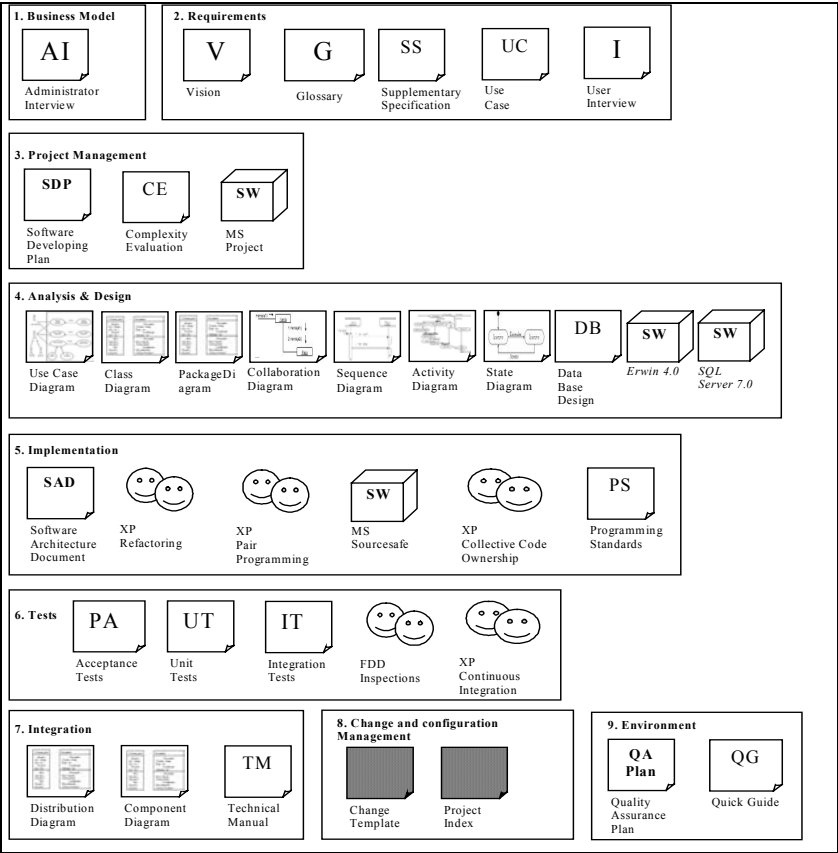 1. Business Model
AI
Administrator
Interview
2. Requirements
V
Vision
G
Glossary
SS
Supplementary
Specification
UC
Use
Case
I
User
Interview
3. Project Management
SDP
Software
Developing
Plan
CE
Complexity
Evaluation
SW
MS
Project
4. Analysis & Design
Use Case
Diagram
Class
Diagram
PackageDi
agram
Collaboration
Diagram
Sequence
Diagram
Activity
Diagram
State
Diagram
DB
Data
Base
Design
SW
Erwin 4.0
SW
SQL
Server 7.0
5. Implementation
SAD
Software
Architecture
Document
XP
Refactoring
XP
Pair
Programming
SW
MS
Sourcesafe
XP
Collective Code
Ownership
PS
Programming
Standards
6. Tests
PA
Acceptance
Tests
UT
Unit
Tests
IT
Integration
Tests
FDD
Inspections
XP
Continuous
Integration
7. Integration
Distribution
Diagram
Component
Diagram
TM
Technical
Manual
8. Change and configuration
Management
Change
Template
Project
Index
9. Environment
QA
Plan
Quality
Assurance
Plan
QG
Quick Guide